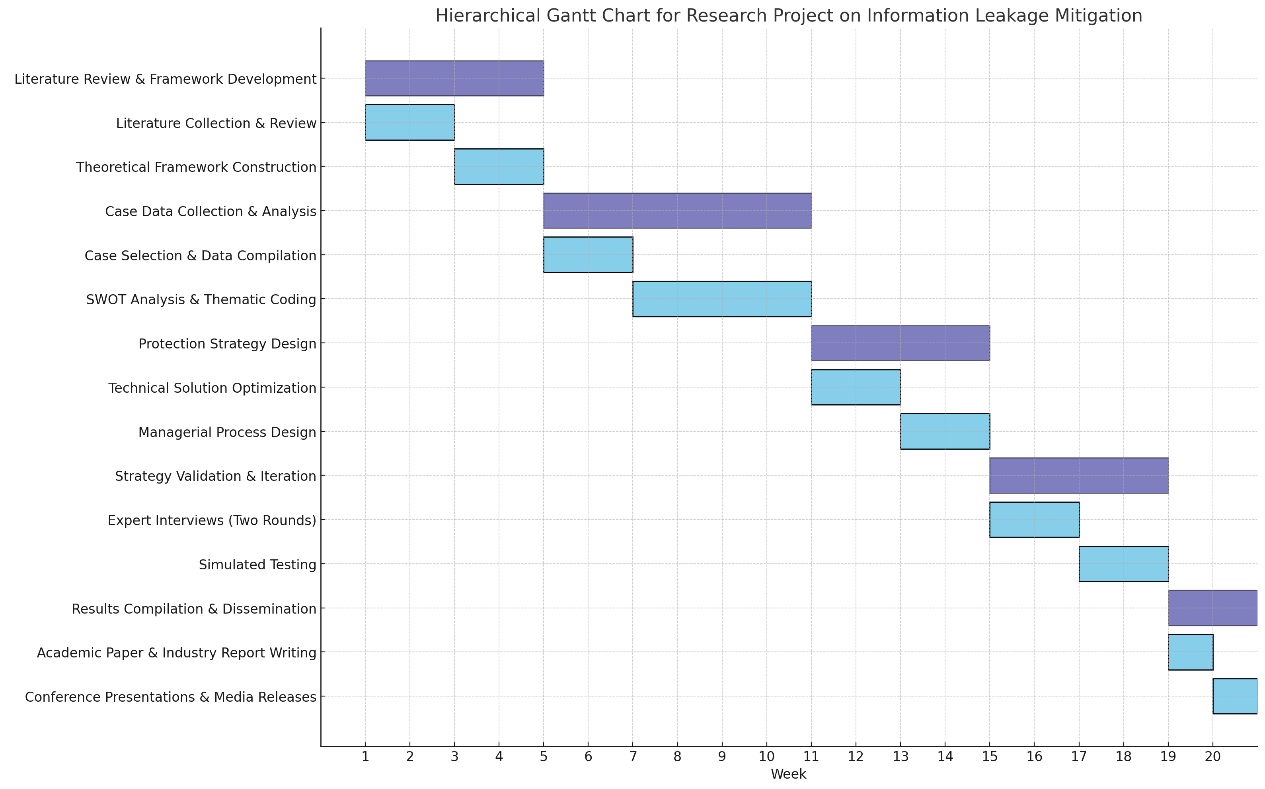 Hierarchical Gantt Chart for Research Project on Information Leakage Mitigation
Literature Review & Framework Development
Literature Collection & Review
Theoretical Framework Construction
Case Data Collection & Analysis
Case Selection & Data Compilation
SWOT Analysis & Thematic Coding
Protection Strategy Design
Technical Solution Optimization
Managerial Process Design
Strategy Validation & Iteration
Expert Interviews (Two Rounds)
Simulated Testing
Results Compilation & Dissemination
Academic Paper & Industry Report Writing
Conference Presentations & Media Releases
1 2 3 4 5 6 7 8 9 10 11 12 13 14 15 16 17 18 19 20
Week